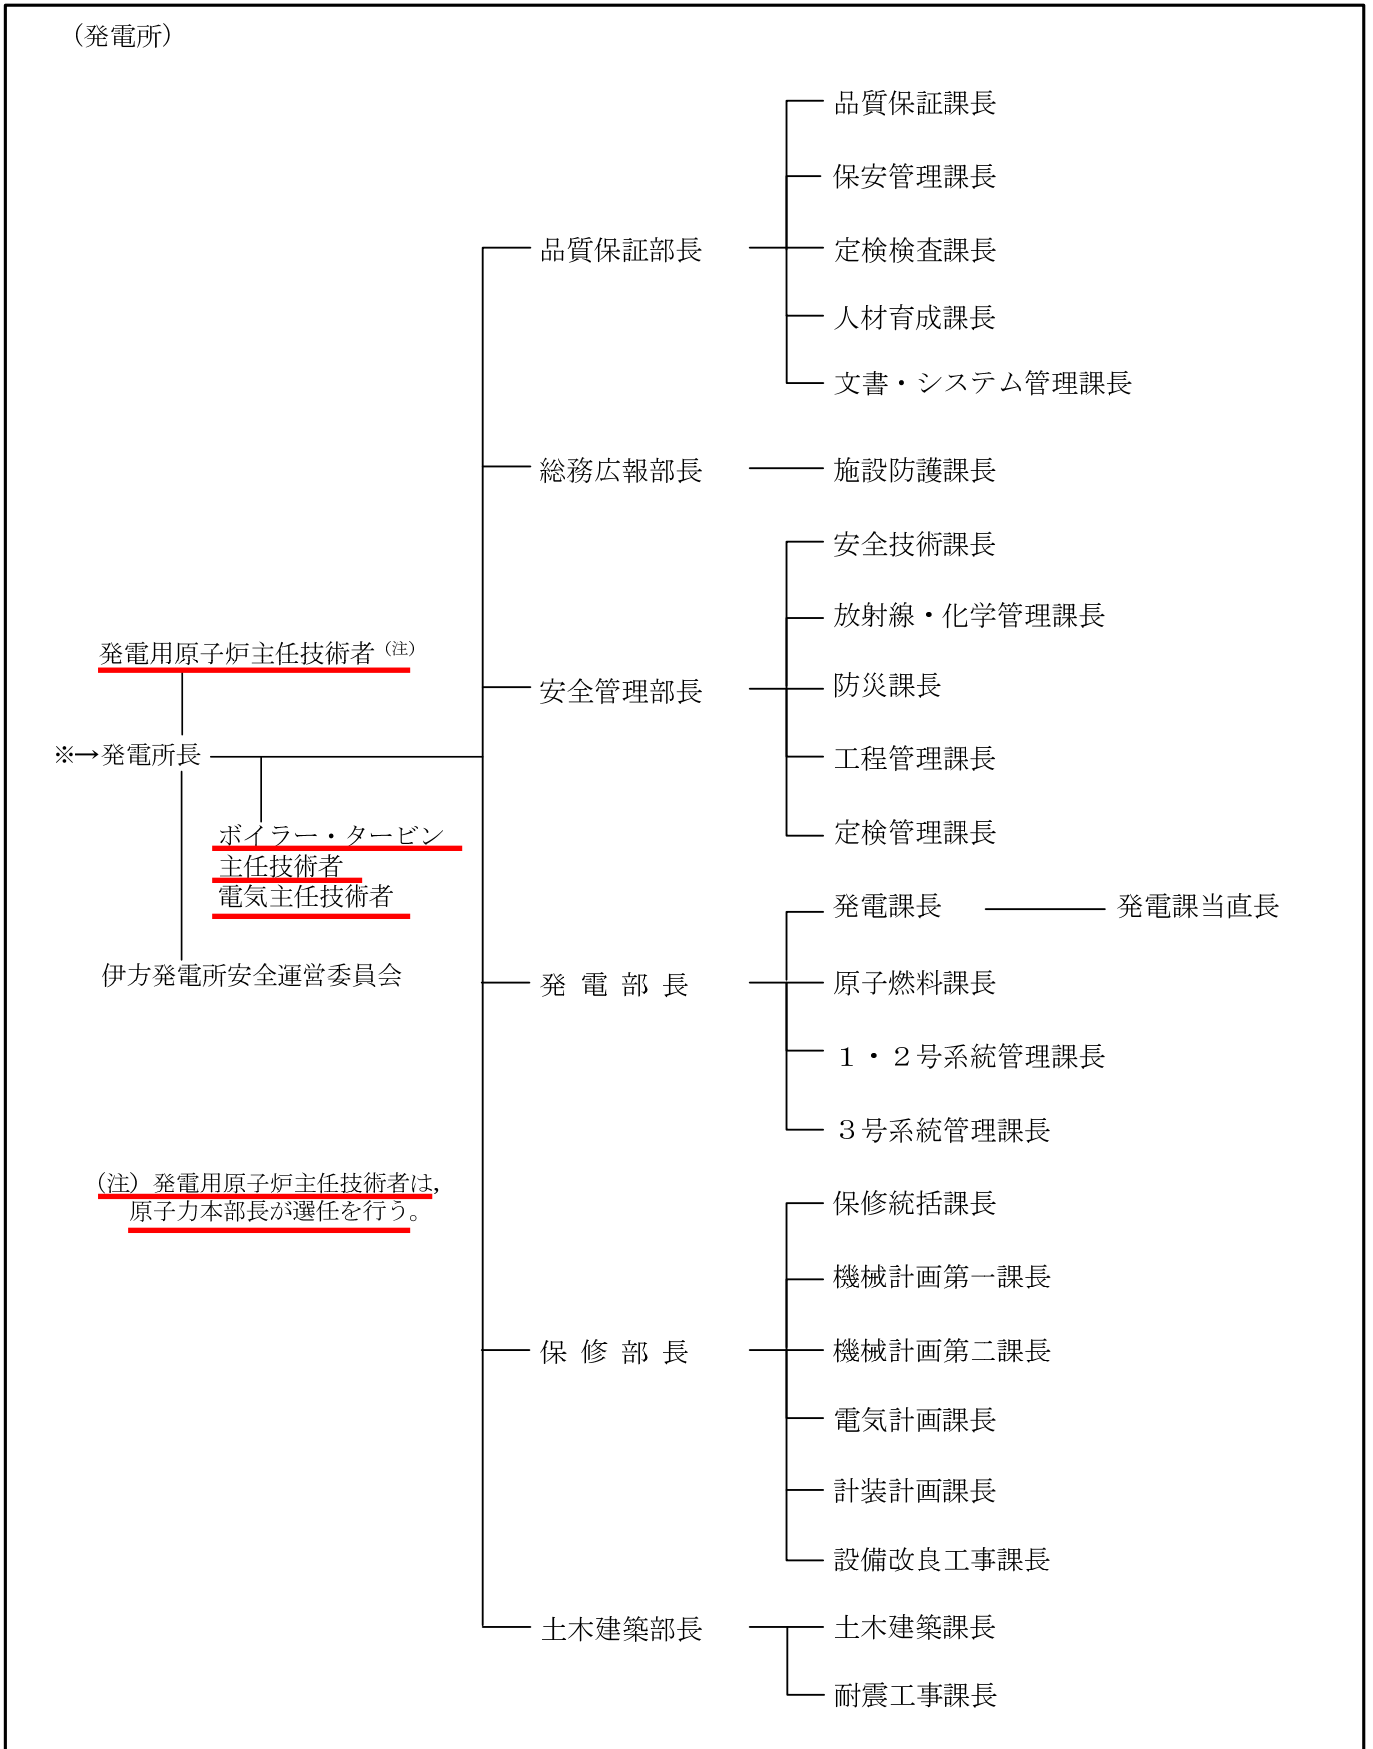 （発電所）
品質保証課長
保安管理課長
品質保証部長
定検検査課長
人材育成課長
文書・システム管理課長
総務広報部長
施設防護課長
安全技術課長
放射線・化学管理課長
発電用原子炉主任技術者（注）
安全管理部長
防災課長
※→発電所長
工程管理課長
ボイラー・タービン
主任技術者
電気主任技術者
定検管理課長
発電課長
発電課当直長
伊方発電所安全運営委員会
発電部長
原子燃料課長
１・２号系統管理課長
３号系統管理課長
（注）発電用原子炉主任技術者は，
原子力本部長が選任を行う。
保修統括課長
機械計画第一課長
保修部長
機械計画第二課長
電気計画課長
計装計画課長
設備改良工事課長
土木建築部長
土木建築課長
耐震工事課長